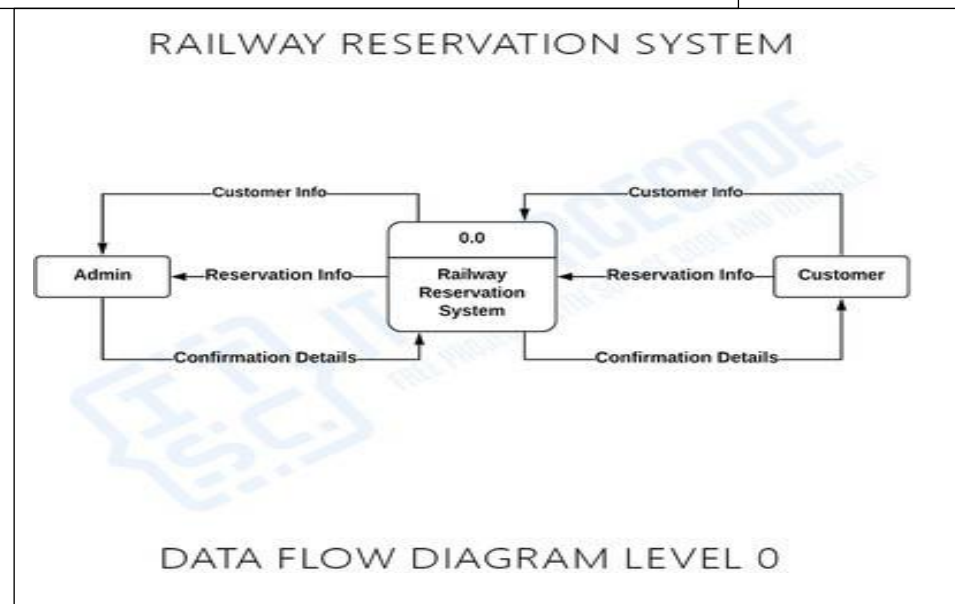 RAILWAY RESERVATION SYSTEM
Customer Info
Customer Info
0.0
Admin
Reservation Info
Railway
Reservation
System
Reservation Info
Customer
Confirmation Details
Confirmation Details
DATA FLOW DIAGRAM LEVEL 0